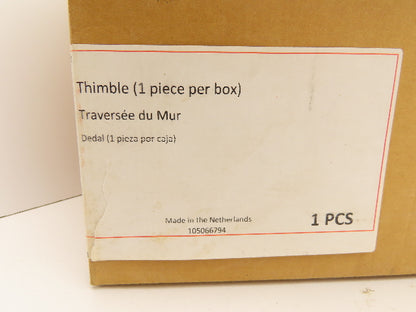 Thimble (1 piece per box)
Traversée du Mur
Dedal (1 pieza por caja)
Made in the Netherlands
105066794
1 PCS